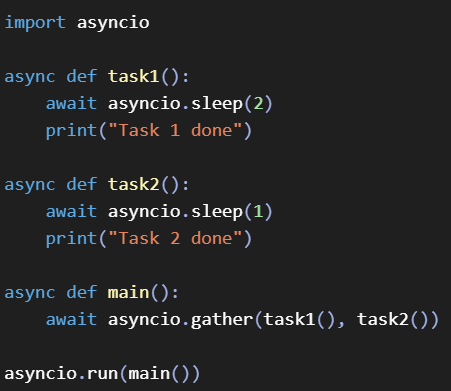 import asyncio

async def task1():
    await asyncio.sleep(2)
    print("Task 1 done")

async def task2():
    await asyncio.sleep(1)
    print("Task 2 done")

async def main():
    await asyncio.gather(task1(), task2())

asyncio.run(main())